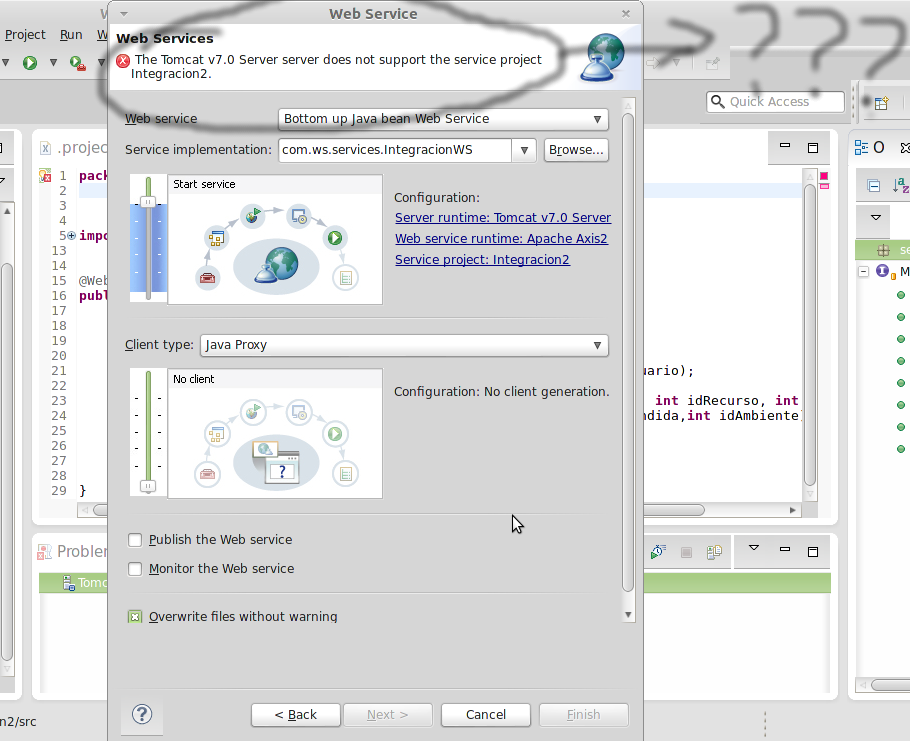 Web Service
Project Run W
Web Services
The Tomcat v7.0 Server server does not support the service project
Integracion2.
???
Quick Access
Web service
Bottom up Java bean Web Service
Service implementation:
com.ws.services.IntegracionWS
Browse...
.projec
O
1 pack
2
3
4
5 impo
13
14
15 @Web
16 publ
17
18
19
20
21
22
23
24
25
26
27
28
29 }
Start service
Configuration:
Server runtime: Tomcat v7.0 Server
Web service runtime: Apache Axis2
Service project: Integracion2
se
M
Client type:
Java Proxy
uario);
No client
Configuration: No client generation.
int idRecurso, int
ndida,int idAmbiente
?
Publish the Web service
Monitor the Web service
Problem
Tomc
Overwrite files without warning
?
< Back
Next >
Cancel
Finish
n2/src